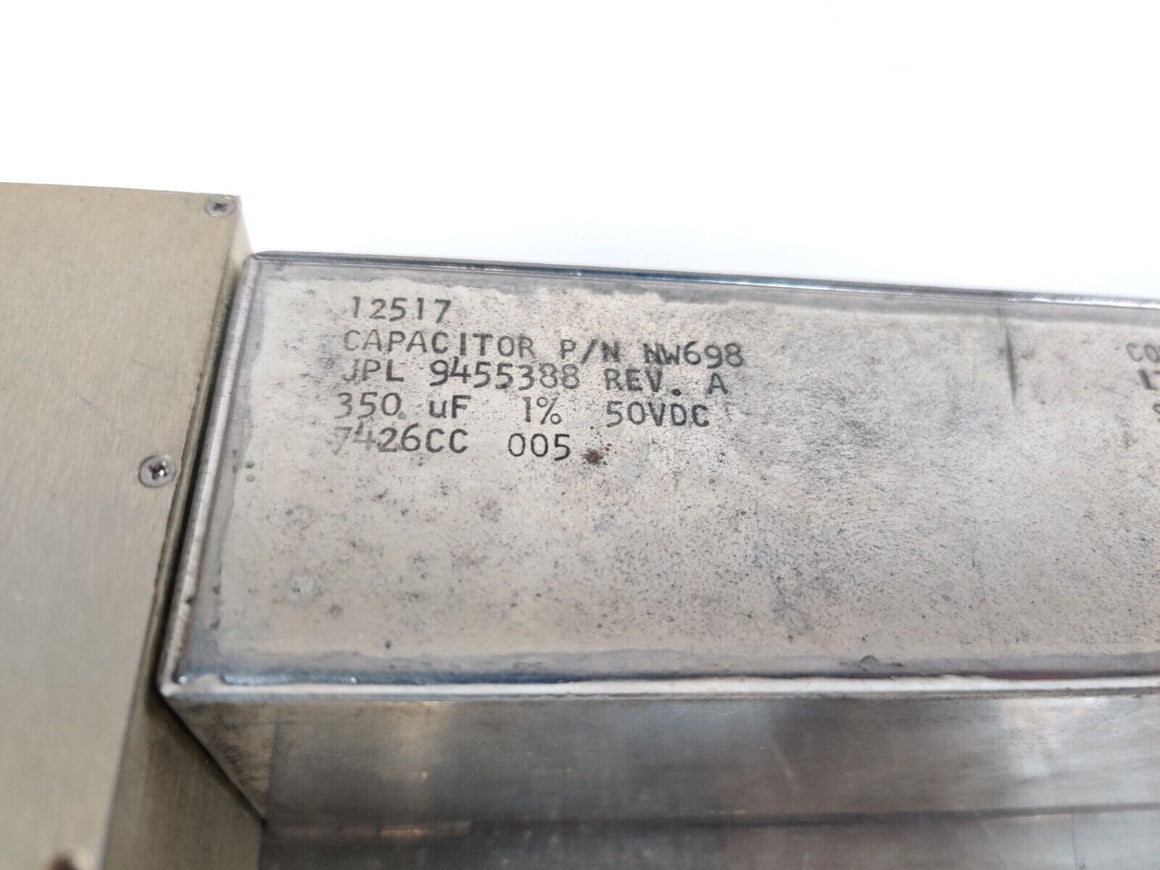 12517
CAPACITOR P/N NW698
JPL 9455388 REV. A
350 uF 1% 50VDC
7426CC 005